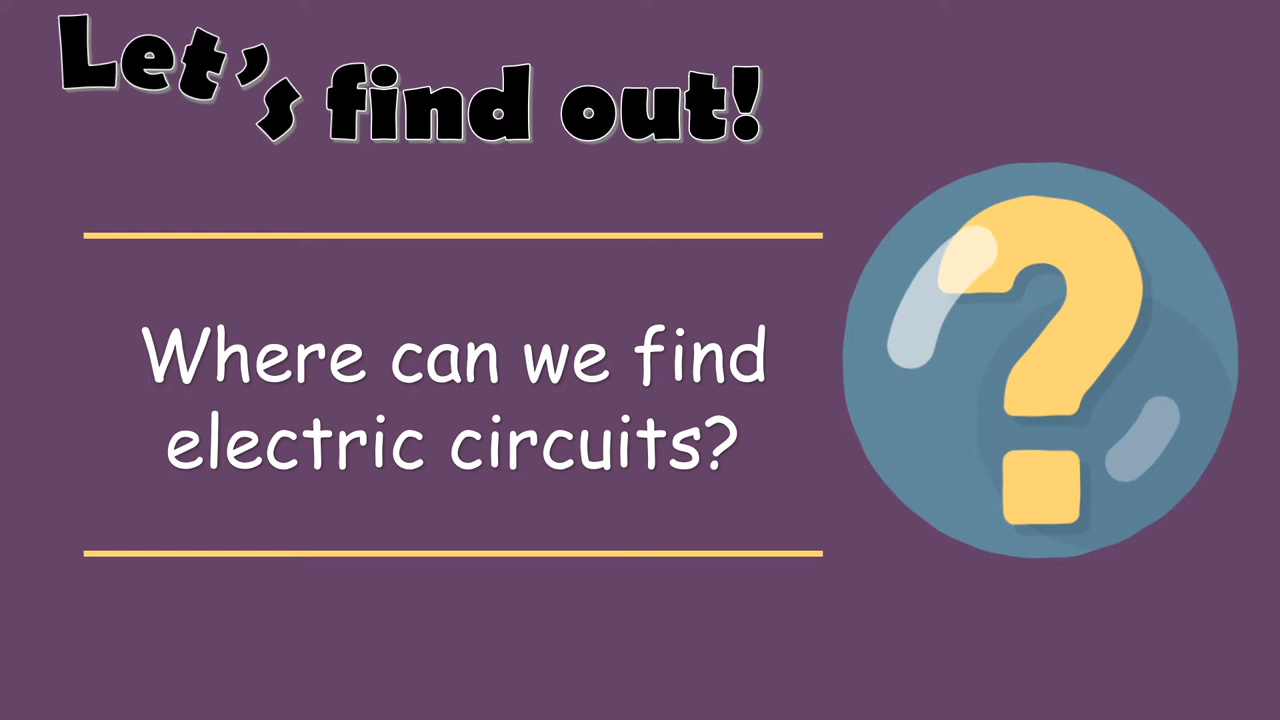 Let's find out!
Where can we find
electric circuits?
?